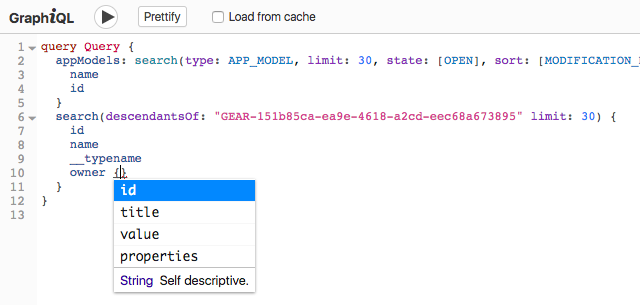 GraphiQL Prettify Load from cache
1 query Query {
2 appModels: search(type: APP_MODEL, limit: 30, state: [OPEN], sort: [MODIFICATION_
3 name
4 id
5 }
6 search(descendantsOf: "GEAR-151b85ca-ea9e-4618-a2cd-eec68a673895" limit: 30) {
7 id
8 name
9 __typename
10 owner {}
11 }
12 }
13
id
title
value
properties
String Self descriptive.